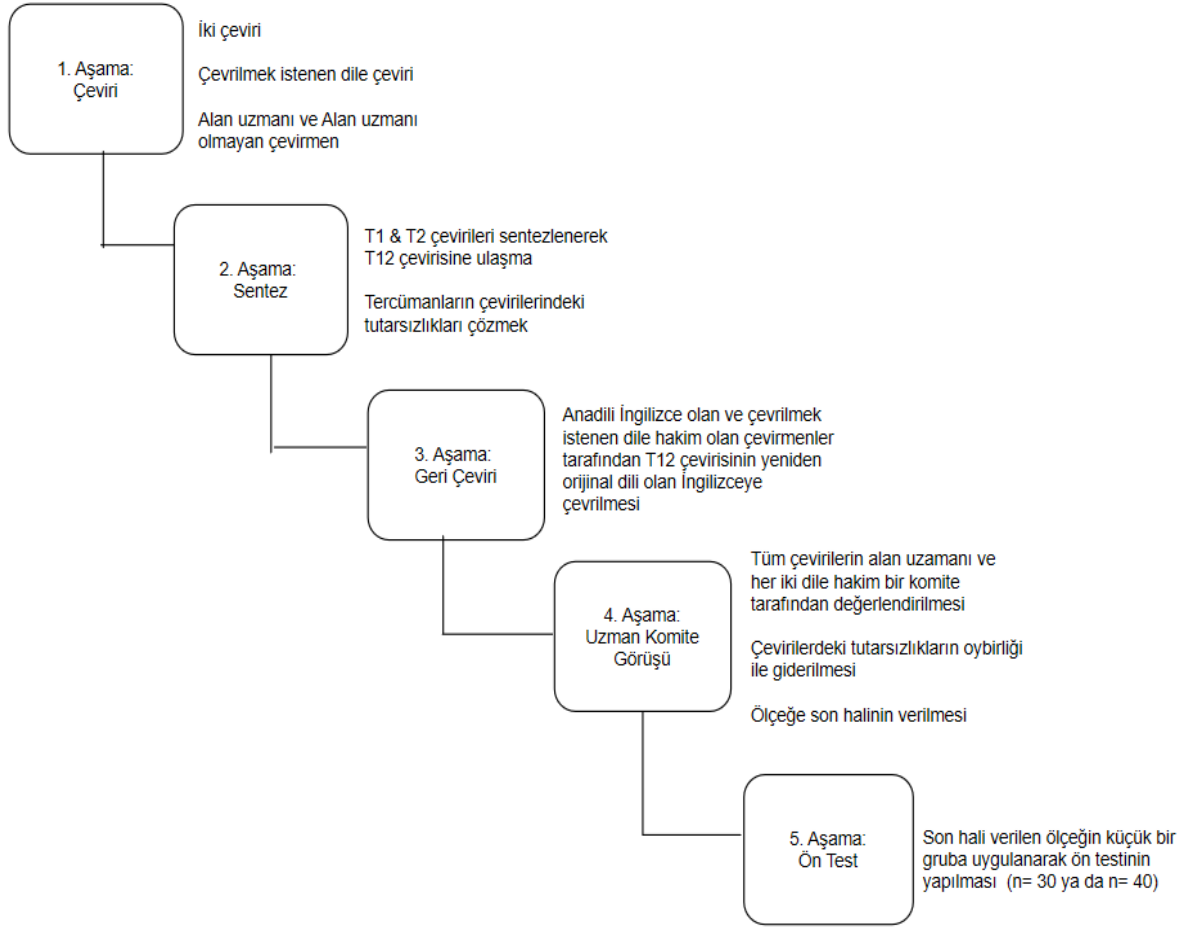 1. Aşama:
Çeviri
İki çeviri
Çevrilmek istenen dile çeviri
Alan uzmanı ve Alan uzmanı
olmayan çevirmen
2. Aşama:
Sentez
T1 & T2 çevirileri sentezlenerek
T12 çevirisine ulaşma
Tercümanların çevirilerindeki
tutarsızlıkları çözmek
3. Aşama:
Geri Çeviri
Anadili İngilizce olan ve çevrilmek
istenen dile hakim olan çevirmenler
tarafından T12 çevirisinin yeniden
orijinal dili olan İngilizceye
çevrilmesi
4. Aşama:
Uzman Komite
Görüşü
Tüm çevirilerin alan uzamanı ve
her iki dile hakim bir komite
tarafından değerlendirilmesi
Çevirilerdeki tutarsızlıkların oybirliği
ile giderilmesi
Ölçeğe son halinin verilmesi
5. Aşama:
Ön Test
Son hali verilen ölçeğin küçük bir
gruba uygulanarak ön testinin
yapılması (n= 30 ya da n= 40)